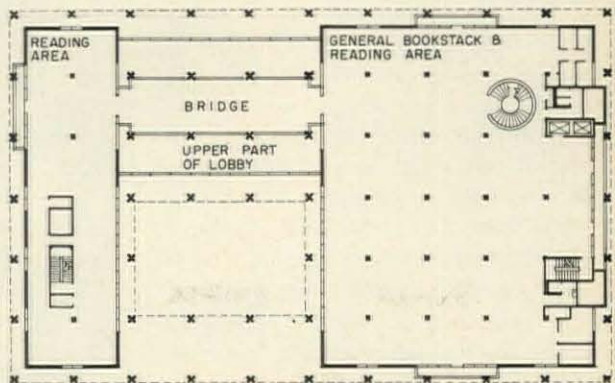 READING
AREA
GENERAL BOOKSTACK &
READING AREA
BRIDGE
UPPER PART
OF LOBBY